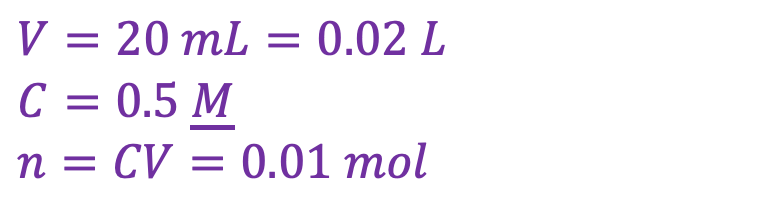 V = 20 mL = 0.02 L
C = 0.5 M
n = CV = 0.01 mol